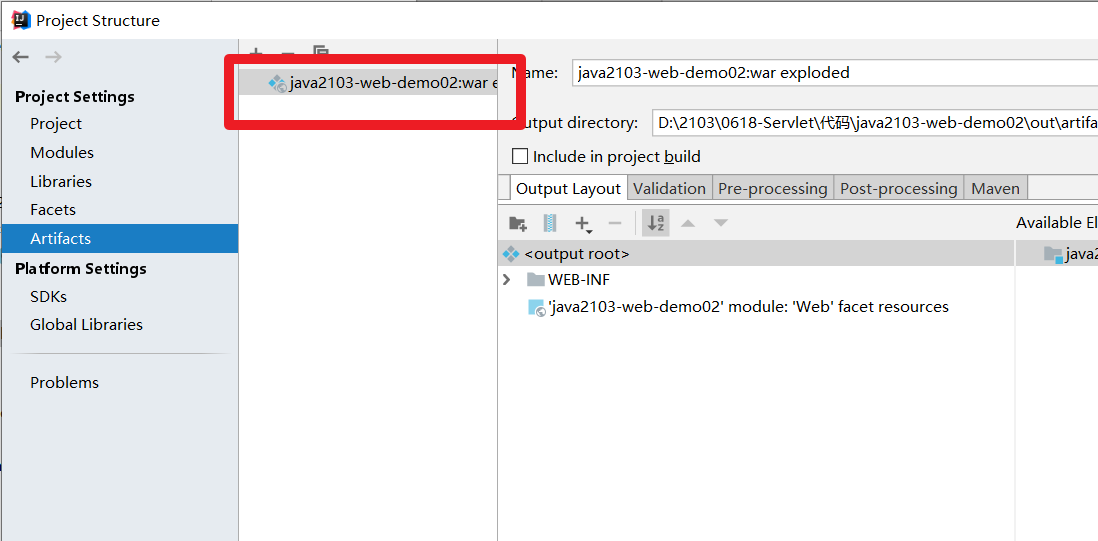 Project Structure
Project Settings
Project
Modules
Libraries
Facets
Artifacts
Platform Settings
SDKs
Global Libraries
Problems
java2103-web-demo02:war e
Name:
java2103-web-demo02:war exploded
Output directory:
D:\2103\0618-Servlet\代码\java2103-web-demo02\out\artifa
Include in project build
Output Layout
Validation
Pre-processing
Post-processing
Maven
Available El
<output root>
java2
WEB-INF
'java2103-web-demo02' module: 'Web' facet resources